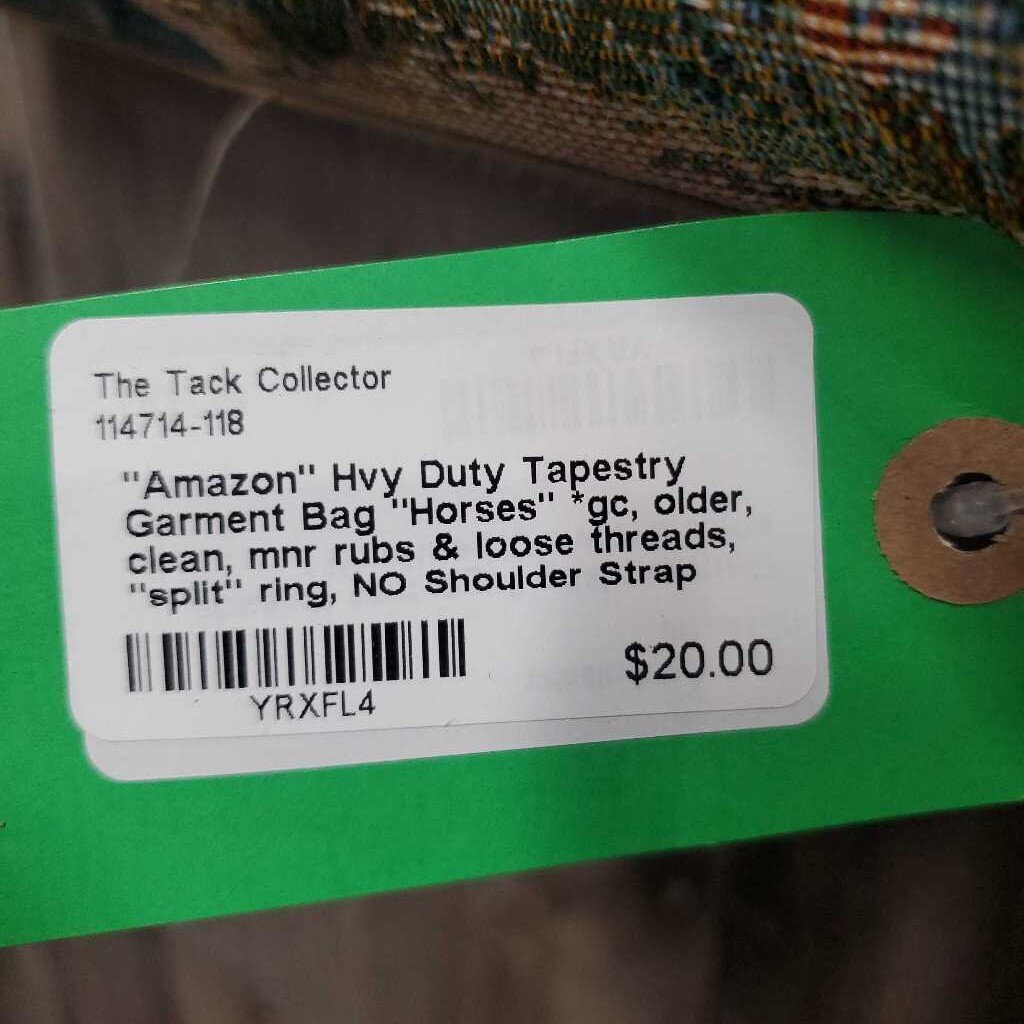 The Tack Collector
114714-118
"Amazon" Hvy Duty Tapestry
Garment Bag "Horses" *gc, older,
clean, mnr rubs & loose threads,
"split" ring, NO Shoulder Strap
$20.00
YRXFL4